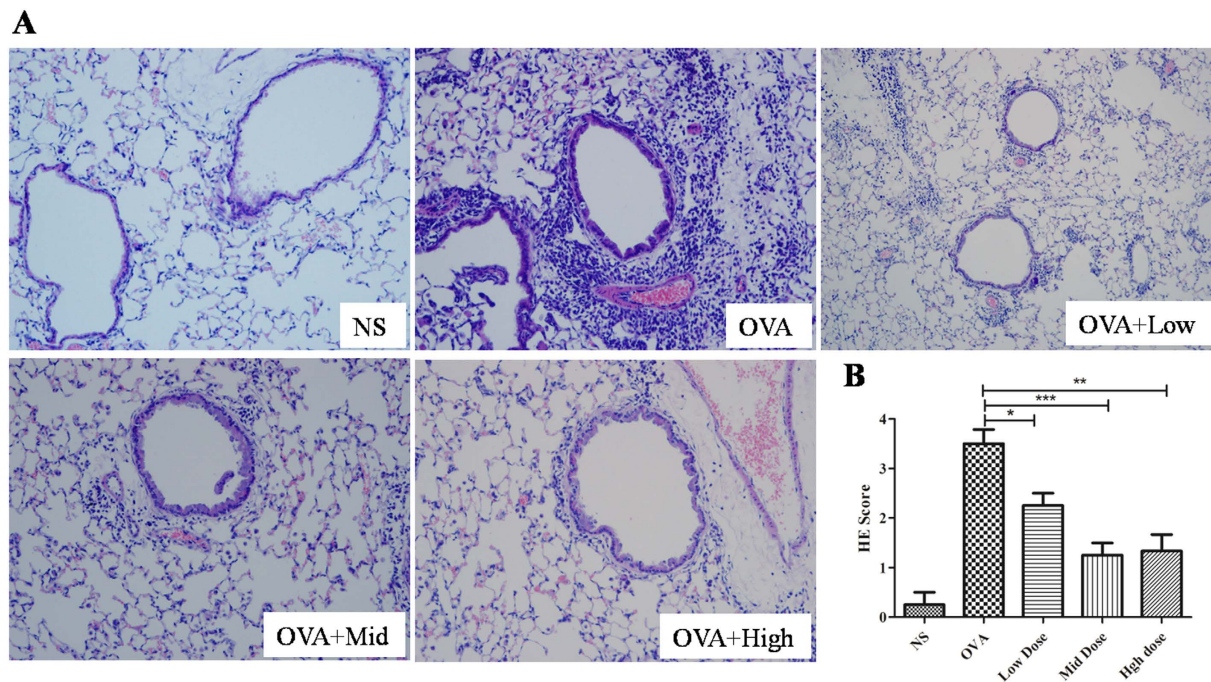 A
NS
OVA
OVA+Low
OVA+Mid
OVA+High
B
**
***
*
HE Score
4
3
2
1
0
NS
OVA
Low Dose
Mid Dose
Hgh dose